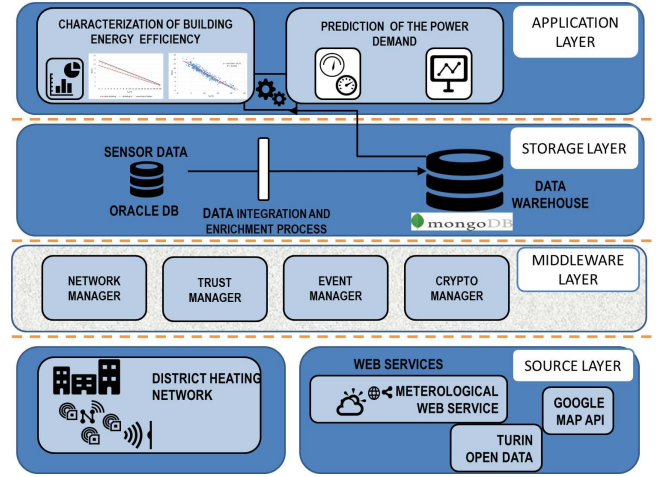 CHARACTERIZATION OF BUILDING
ENERGY EFFICIENCY
PREDICTION OF THE POWER
DEMAND
APPLICATION
LAYER
SENSOR DATA
ORACLE DB
DATA INTEGRATION AND
ENRICHMENT PROCESS
STORAGE LAYER
DATA
WAREHOUSE
mongoDB
NETWORK
MANAGER
TRUST
MANAGER
EVENT
MANAGER
CRYPTO
MANAGER
MIDDLEWARE
LAYER
DISTRICT HEATING
NETWORK
WEB SERVICES
SOURCE LAYER
METEROLOGICAL
WEB SERVICE
GOOGLE
MAP API
TURIN
OPEN DATA